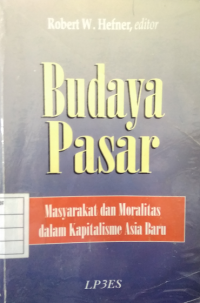 Robert W. Hefner, editor
Budaya
Pasar
Masyarakat dan Moralitas
dalam Kapitalisme Asia Baru
LP3ES